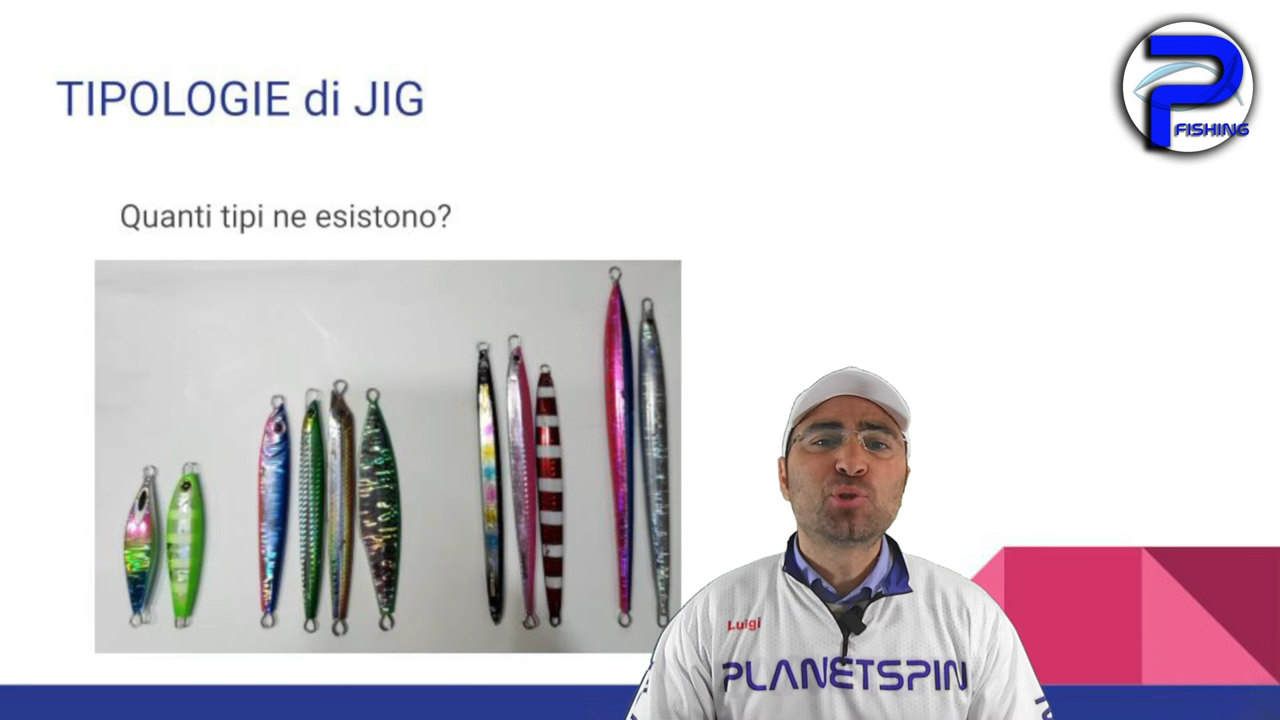 TIPOLOGIE di JIG
P
FISHING
Quanti tipi ne esistono?
Luigi
PLANETSPIN